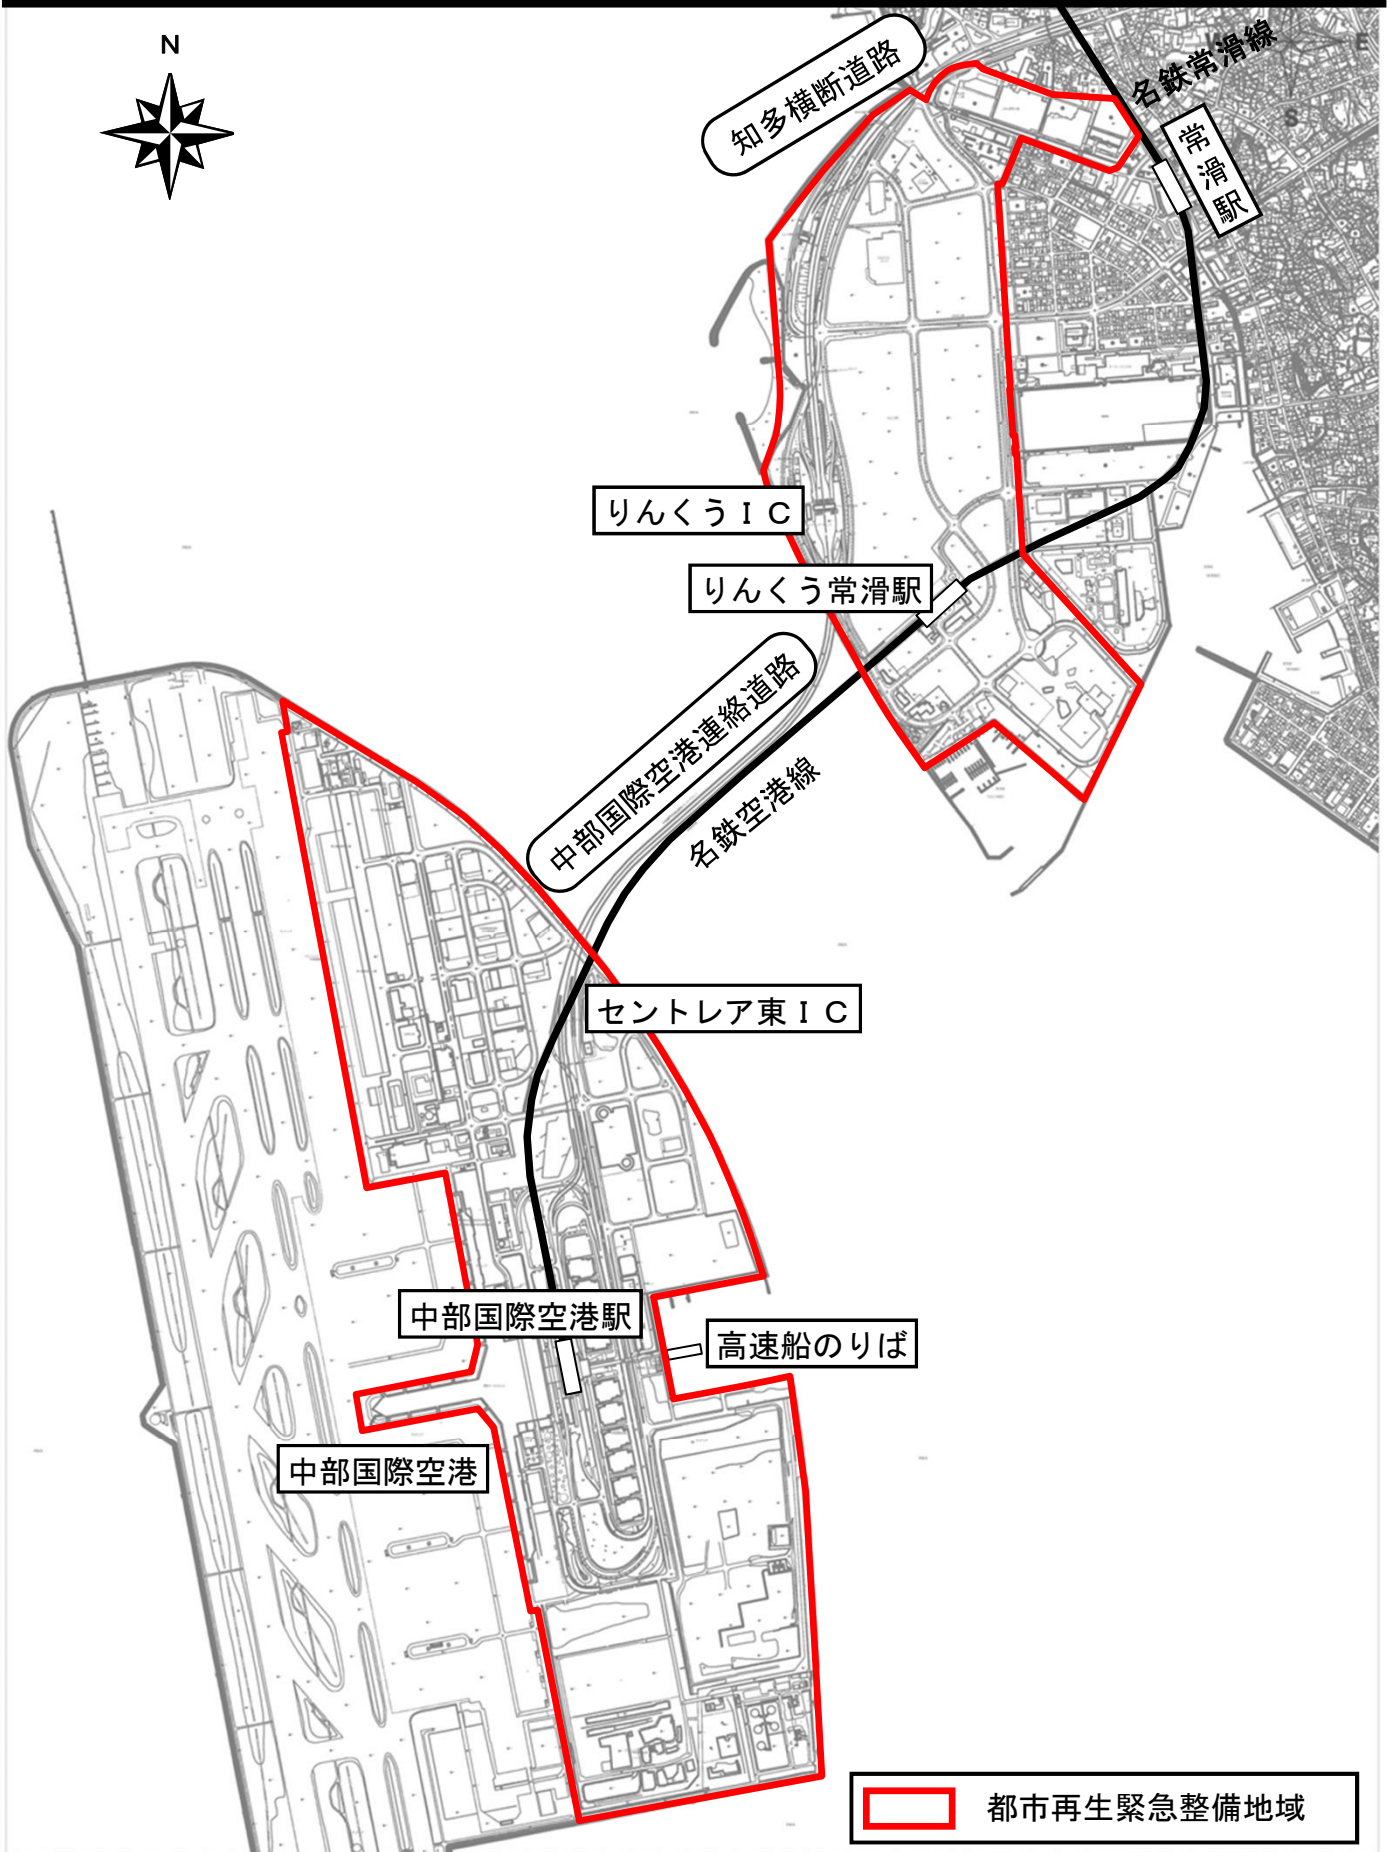 N
知多横断道路
名鉄常滑線
E
S
常滑駅
りんくうＩＣ
りんくう常滑駅
中部国際空港連絡道路
名鉄空港線
セントレア東ＩＣ
中部国際空港駅
高速船のりば
中部国際空港
都市再生緊急整備地域